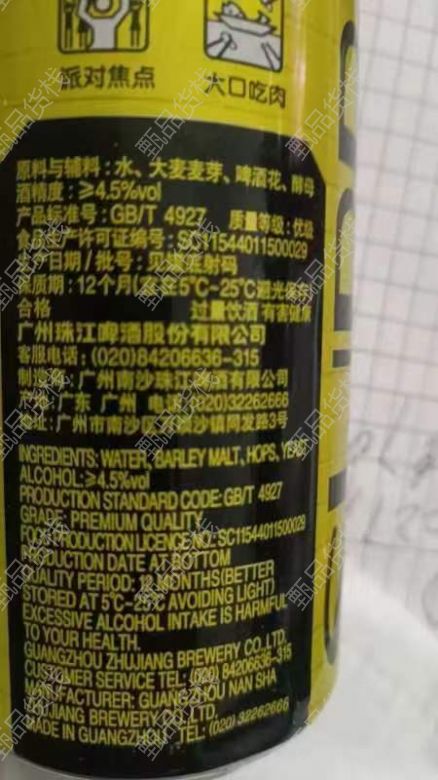 派对焦点
大口吃肉
原料与辅料：水、大麦麦芽、啤酒花、酵母
酒精度：≥4.5%vol
产品标准号：GB/T 4927 质量等级：优级
食品生产许可证编号：SC11544011500029
生产日期/批号：见罐底喷射码
保质期：12个月(5℃~25℃避光保存)
合格 过量饮酒 有害健康
广州珠江啤酒股份有限公司
客服电话：(020)84206636-315
制造商：广州南沙珠江啤酒有限公司
产地：广东 广州 电话：(020)32262666
地址：广州市南沙区镇同发路3号
INGREDIENTS: WATER, BARLEY MALT, HOPS, YEAST
ALCOHOL:≥4.5%vol
PRODUCTION STANDARD CODE: GB/T 4927
GRADE: PREMIUM QUALITY
FOOD PRODUCTION LICENCE NO.: SC11544011500029
PRODUCTION DATE AT BOTTOM
QUALITY PERIOD: 12 MONTHS(BETTER
STORED AT 5℃~25℃ AVOIDING LIGHT)
EXCESSIVE ALCOHOL INTAKE IS HARMFUL
TO YOUR HEALTH.
GUANGZHOU ZHUJIANG BREWERY CO.,LTD.
CUSTOMER SERVICE TEL: (020) 84206636-315
MANUFACTURER: GUANGZHOU NAN SHA
ZHUJIANG BREWERY CO.,LTD.
MADE IN GUANGZHOU TEL: (020) 32262666
甄品货栈